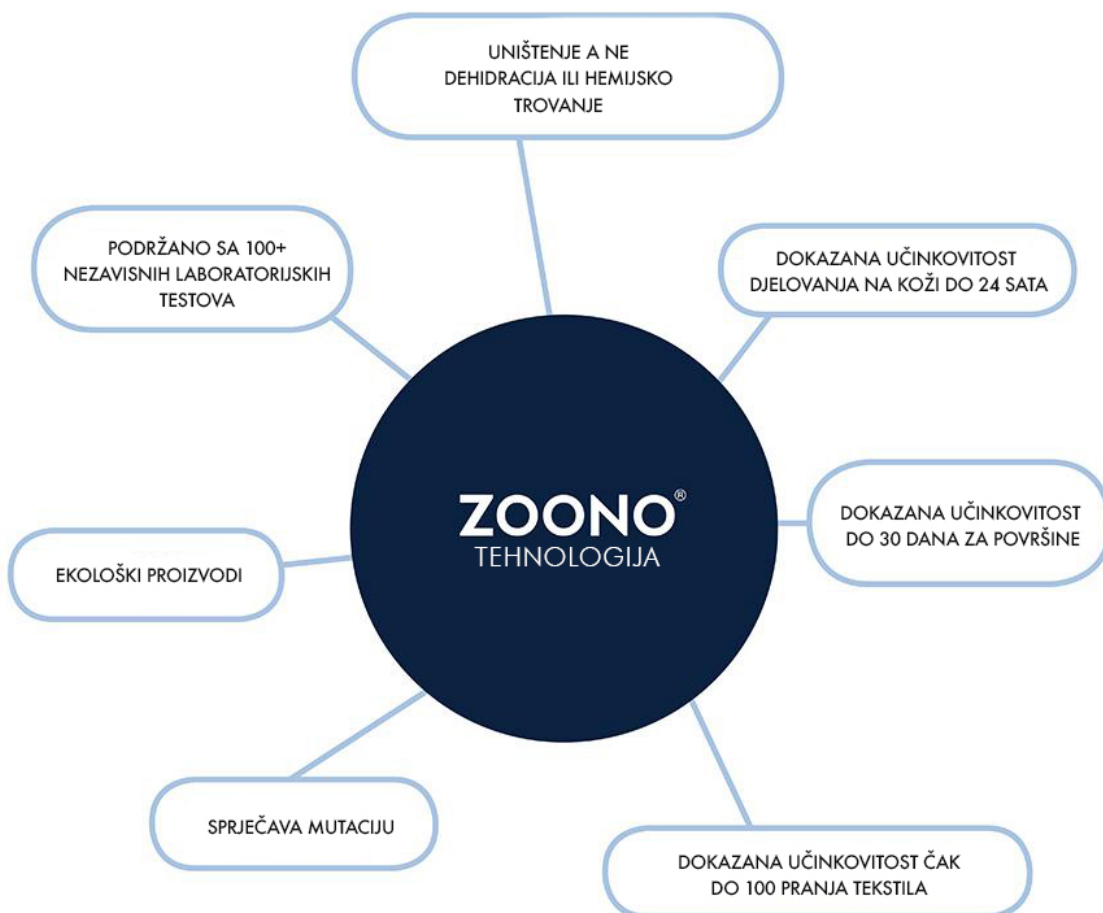 UNIŠTENJE A NE
DEHIDRACIJA ILI HEMIJSKO
TROVANJE
PODRŽANO SA 100+
NEZAVISNIH LABORATORIJSKIH
TESTOVA
DOKAZANA UČINKOVITOST
DJELOVANJA NA KOŽI DO 24 SATA
ZOONO®
TEHNOLOGIJA
DOKAZANA UČINKOVITOST
DO 30 DANA ZA POVRŠINE
EKOLOŠKI PROIZVODI
SPRJEČAVA MUTACIJU
DOKAZANA UČINKOVITOST ČAK
DO 100 PRANJA TEKSTILA